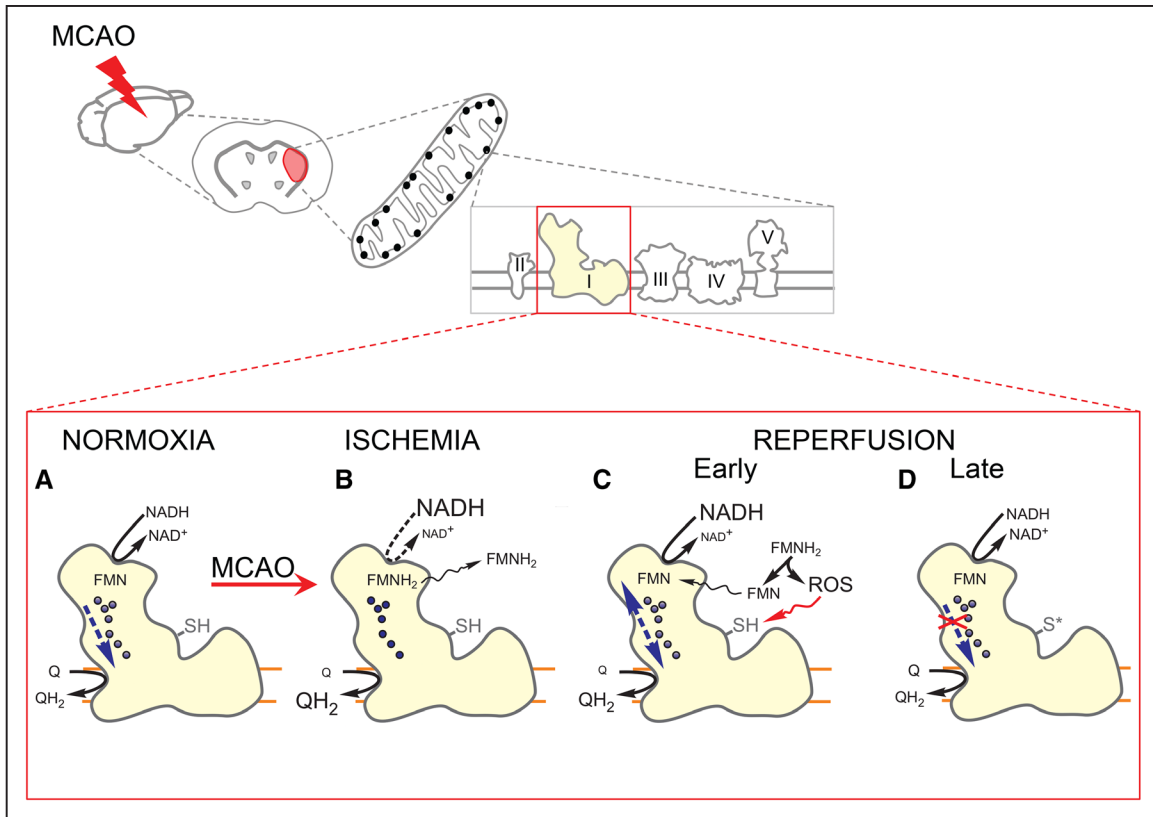 MCAO
II
I
III
IV
V
NORMOXIA
ISCHEMIA
REPERFUSION
Early
Late
A
NADH
NAD⁺
FMN
SH
Q
QH₂
MCAO
B
NADH
NAD⁺
FMNH₂
FMNH₂
SH
Q
QH₂
C
NADH
NAD⁺
FMNH₂
FMN
FMN
ROS
SH
Q
QH₂
D
NADH
NAD⁺
FMN
S*
Q
QH₂